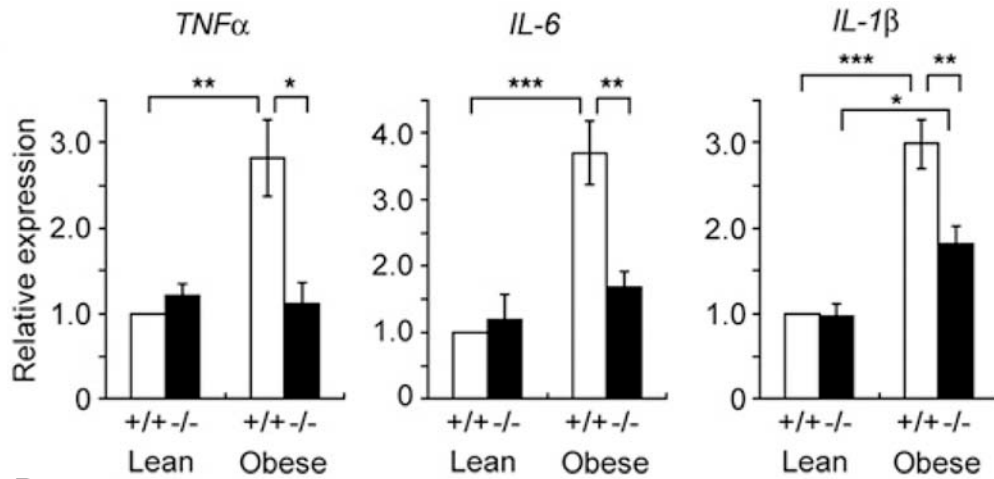 TNFα IL-6 IL-1β
** * *** ** *** **
*
Relative expression
3.0
2.0
1.0
0
4.0
3.0
2.0
1.0
0
3.0
2.0
1.0
0
+/+ -/- +/+ -/- +/+ -/- +/+ -/- +/+ -/- +/+ -/-
Lean Obese Lean Obese Lean Obese